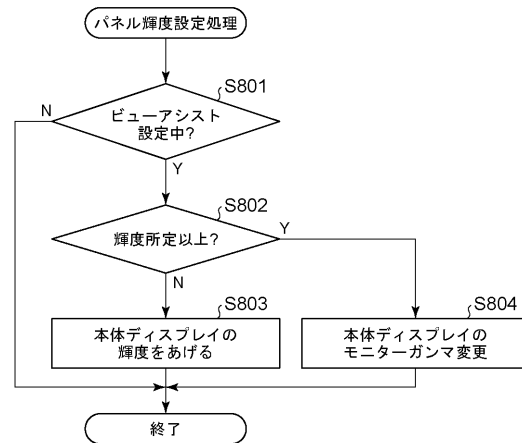 パネル輝度設定処理
S801
N
ビューアシスト
設定中?
Y
S802
輝度所定以上?
Y
N
S803
S804
本体ディスプレイの
輝度をあげる
本体ディスプレイの
モニターガンマ変更
終了